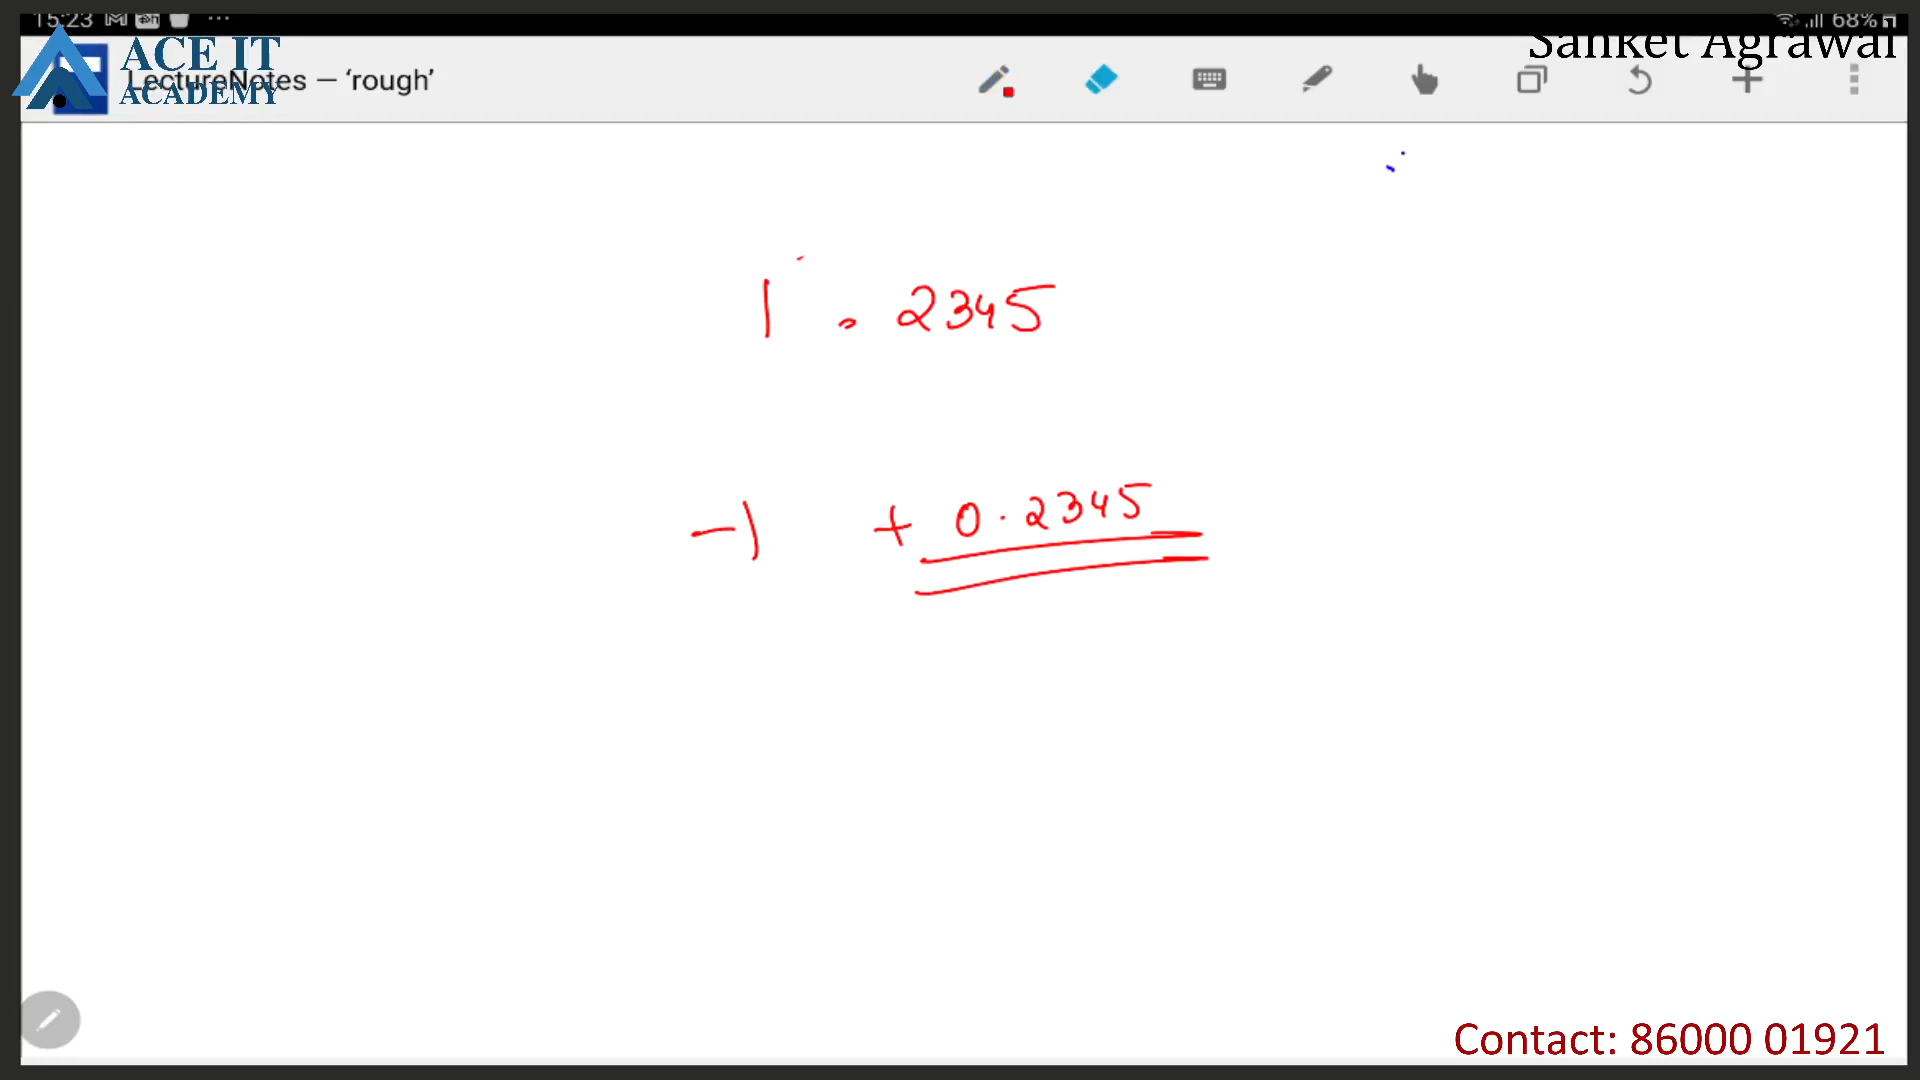 15:23 ... 68%
Sanket Agrawal
ACE IT
ACADEMY
LectureNotes — ‘rough’
1 . 2345
-1 + 0.2345
Contact: 86000 01921